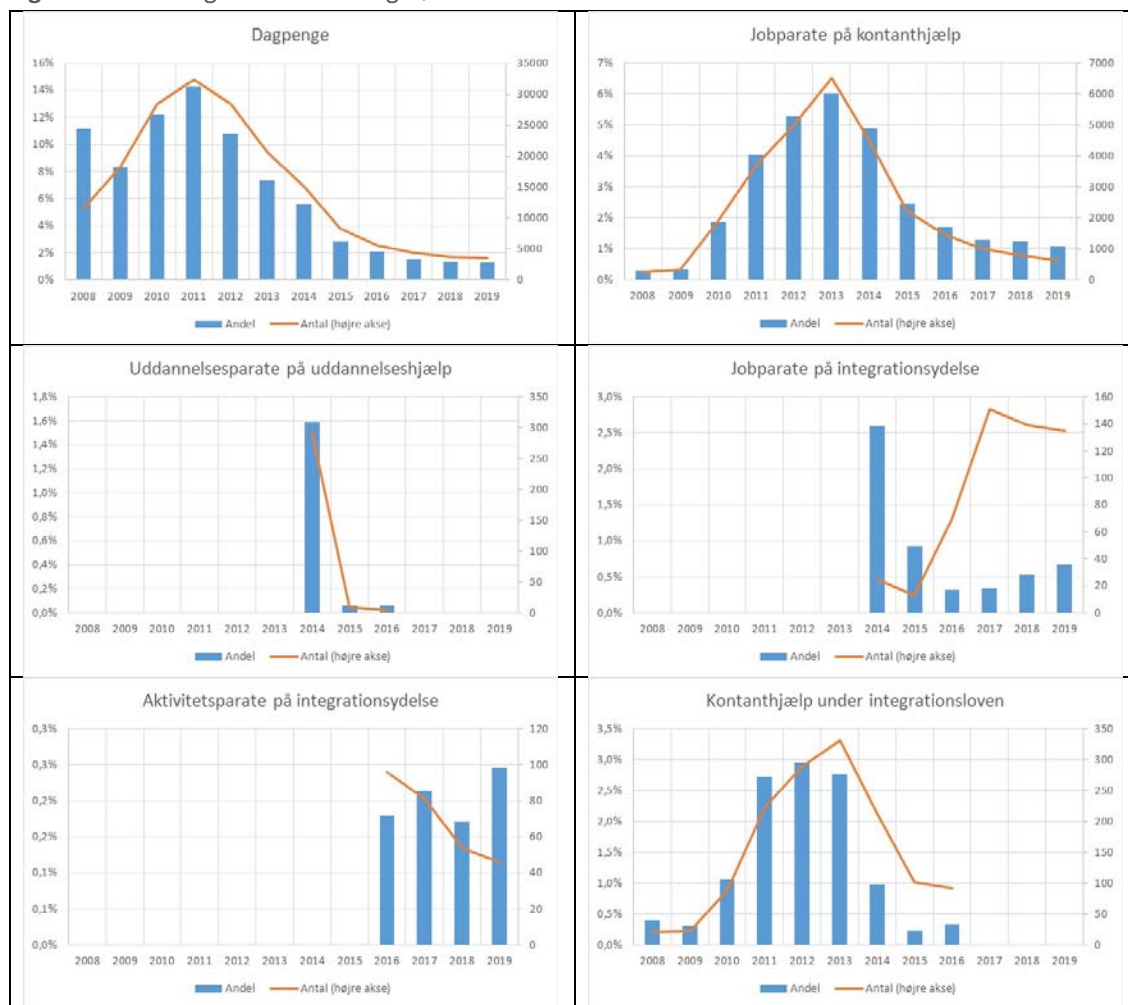 Dagpenge
16% 35000
14% 30000
12% 25000
10% 20000
8% 15000
6% 10000
4% 5000
2% 0
0%
2008 2009 2010 2011 2012 2013 2014 2015 2016 2017 2018 2019
Andel Antal (højre akse)
Jobparate på kontanthjælp
7% 7000
6% 6000
5% 5000
4% 4000
3% 3000
2% 2000
1% 1000
0% 0
2008 2009 2010 2011 2012 2013 2014 2015 2016 2017 2018 2019
Andel Antal (højre akse)
Uddannelsesparate på uddannelseshjælp
1,8% 350
1,6% 300
1,4% 250
1,2% 200
1,0% 150
0,8% 100
0,6% 50
0,4% 0
0,2%
0,0%
2008 2009 2010 2011 2012 2013 2014 2015 2016 2017 2018 2019
Andel Antal (højre akse)
Jobparate på integrationsydelse
3,0% 160
2,5% 140
2,0% 120
1,5% 100
1,0% 80
0,5% 60
0,0% 40
20
0
2008 2009 2010 2011 2012 2013 2014 2015 2016 2017 2018 2019
Andel Antal (højre akse)
Aktivitetsparate på integrationsydelse
0,3% 120
0,3% 100
0,2% 80
0,2% 60
0,1% 40
0,1% 20
0,0% 0
2008 2009 2010 2011 2012 2013 2014 2015 2016 2017 2018 2019
Andel Antal (højre akse)
Kontanthjælp under integrationsloven
3,5% 350
3,0% 300
2,5% 250
2,0% 200
1,5% 150
1,0% 100
0,5% 50
0,0% 0
2008 2009 2010 2011 2012 2013 2014 2015 2016 2017 2018 2019
Andel Antal (højre akse)